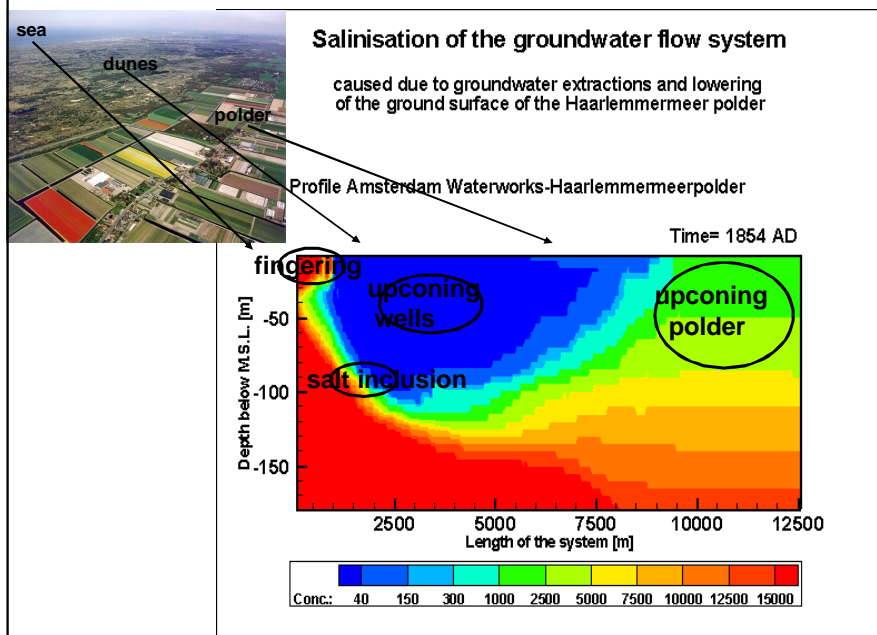 sea
dunes
polder
Salinisation of the groundwater flow system
caused due to groundwater extractions and lowering
of the ground surface of the Haarlemmermeer polder
Profile Amsterdam Waterworks-Haarlemmermeerpolder
Time= 1854 AD
fingering
upconing
wells
upconing
polder
salt inclusion
Depth below M.S.L. [m]
-50
-100
-150
2500 5000 7500 10000 12500
Length of the system [m]
Conc.: 40 150 300 1000 2500 5000 7500 10000 12500 15000